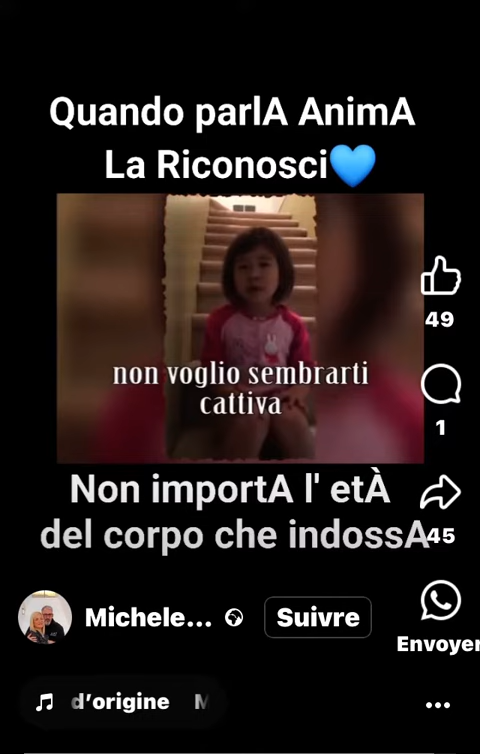 Quando parlA AnimA
La Riconosci💙
non voglio sembrarti
cattiva
Non importA l' etÀ
del corpo che indossA
49
1
45
Michele...
Suivre
Envoyer
d'origine